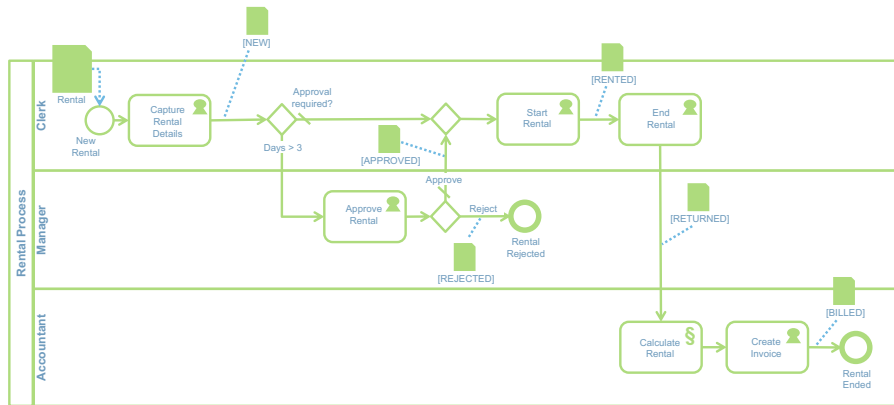 [NEW]
Rental
New
Rental
Capture
Rental
Details
Approval
required?
Days > 3
[APPROVED]
Start
Rental
[RENTED]
End
Rental
Clerk
Rental Process
Manager
Approve
Rental
Approve
Reject
[REJECTED]
Rental
Rejected
[RETURNED]
Accountant
Calculate
Rental
§
Create
Invoice
[BILLED]
Rental
Ended